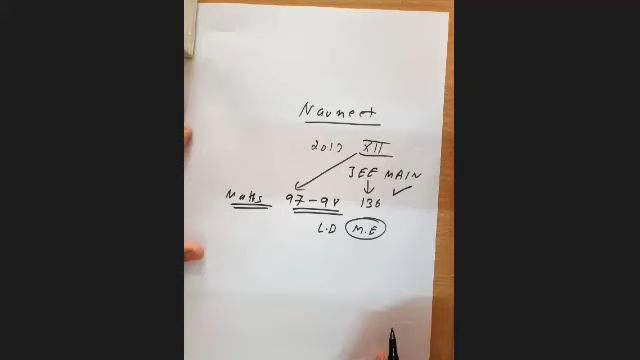 Navneet
2017 XII
JEE MAIN
Maths 97-98 136
L.D M.E